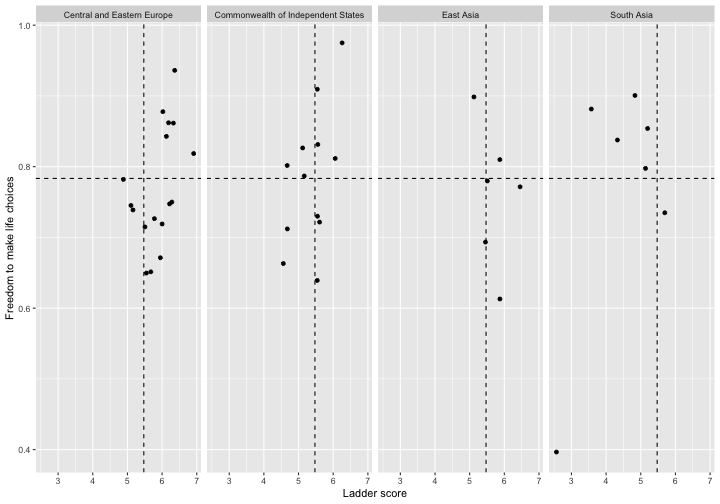 Central and Eastern Europe
Commonwealth of Independent States
East Asia
South Asia
1.0
0.8
0.6
0.4
Freedom to make life choices
3 4 5 6 7
3 4 5 6 7
3 4 5 6 7
3 4 5 6 7
Ladder score